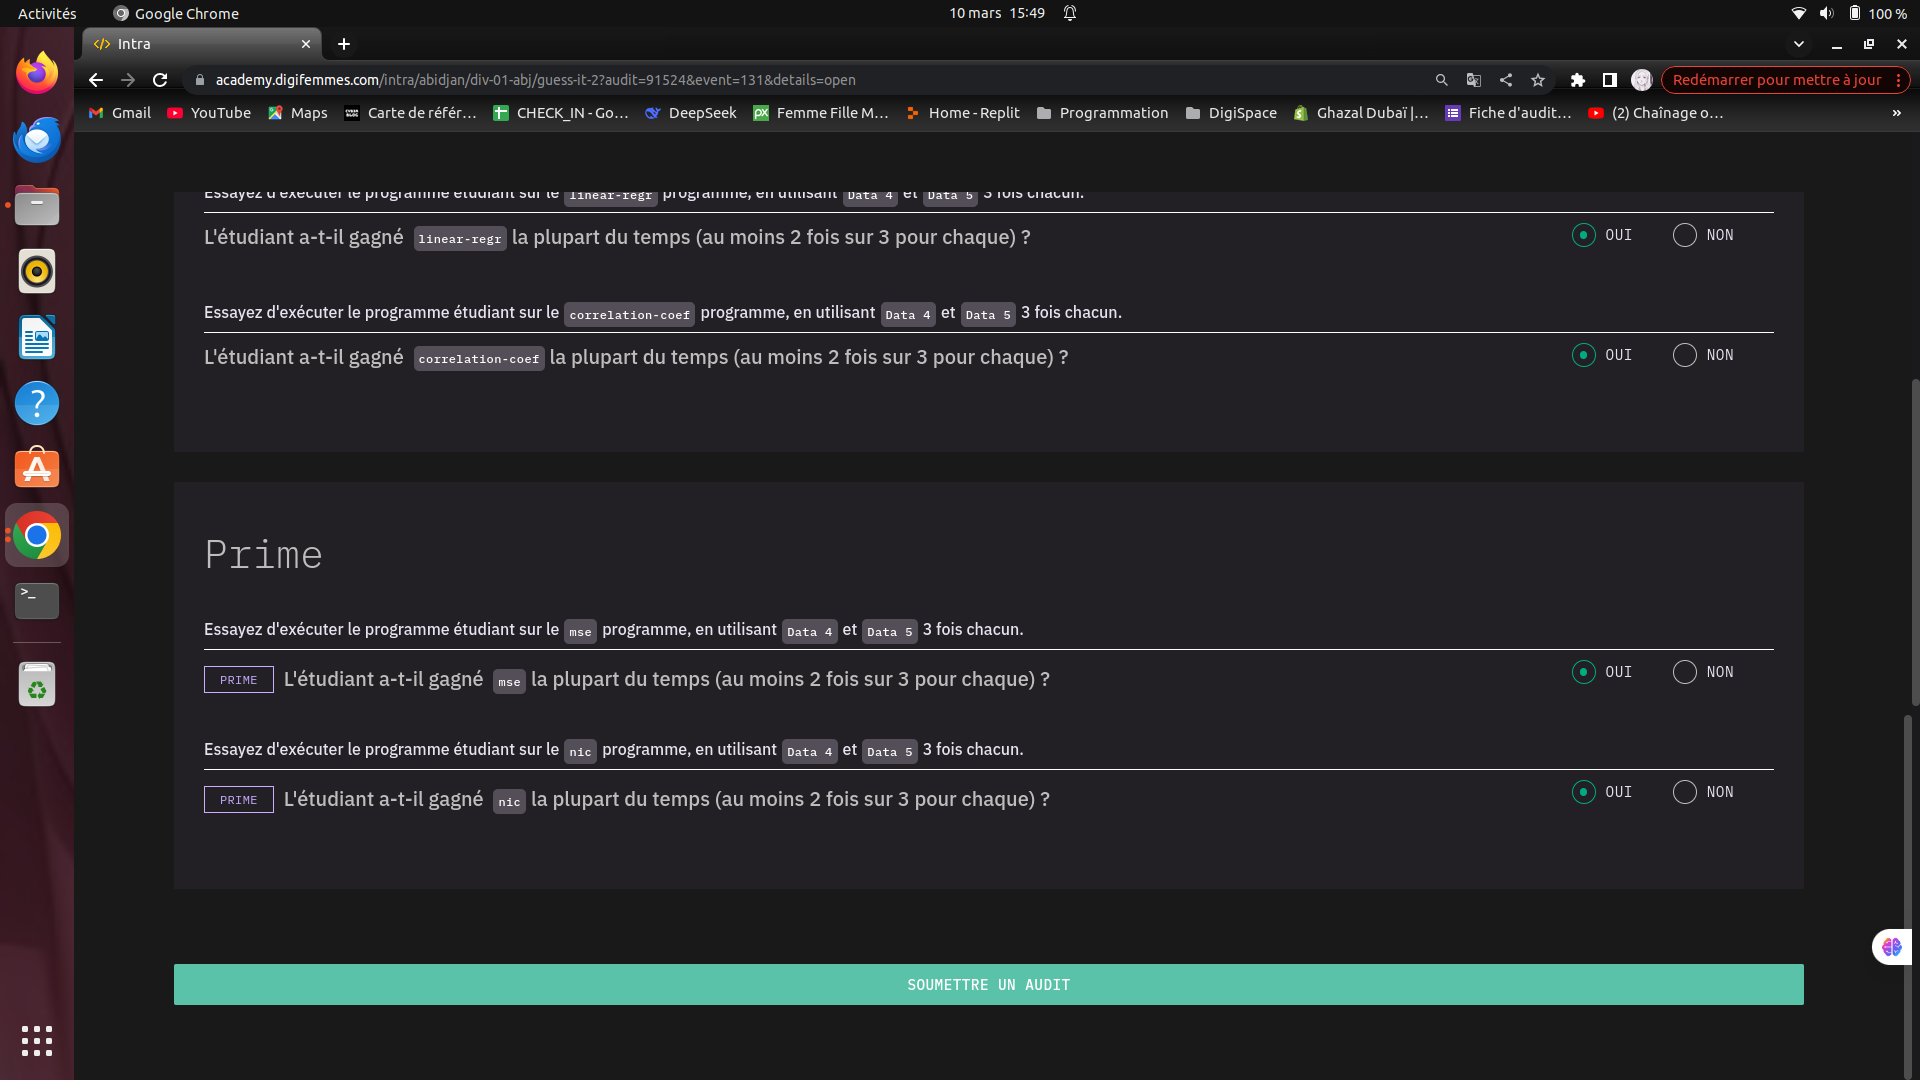 Activités
Google Chrome
10 mars 15:49
100 %
Intra
academy.digifemmes.com/intra/abidjan/div-01-abj/guess-it-2?audit=91524&event=131&details=open
Redémarrer pour mettre à jour
Gmail
YouTube
Maps
Carte de référ...
CHECK_IN - Go...
DeepSeek
Femme Fille M...
Home - Replit
Programmation
DigiSpace
Ghazal Dubaï |...
Fiche d'audit...
(2) Chaînage o...
»
Essayez d'exécuter le programme étudiant sur le linear-regr programme, en utilisant Data 4 et Data 5 3 fois chacun.
L'étudiant a-t-il gagné linear-regr la plupart du temps (au moins 2 fois sur 3 pour chaque) ?
OUI
NON
Essayez d'exécuter le programme étudiant sur le correlation-coef programme, en utilisant Data 4 et Data 5 3 fois chacun.
L'étudiant a-t-il gagné correlation-coef la plupart du temps (au moins 2 fois sur 3 pour chaque) ?
OUI
NON
Prime
Essayez d'exécuter le programme étudiant sur le mse programme, en utilisant Data 4 et Data 5 3 fois chacun.
PRIME L'étudiant a-t-il gagné mse la plupart du temps (au moins 2 fois sur 3 pour chaque) ?
OUI
NON
Essayez d'exécuter le programme étudiant sur le nic programme, en utilisant Data 4 et Data 5 3 fois chacun.
PRIME L'étudiant a-t-il gagné nic la plupart du temps (au moins 2 fois sur 3 pour chaque) ?
OUI
NON
SOUMETTRE UN AUDIT